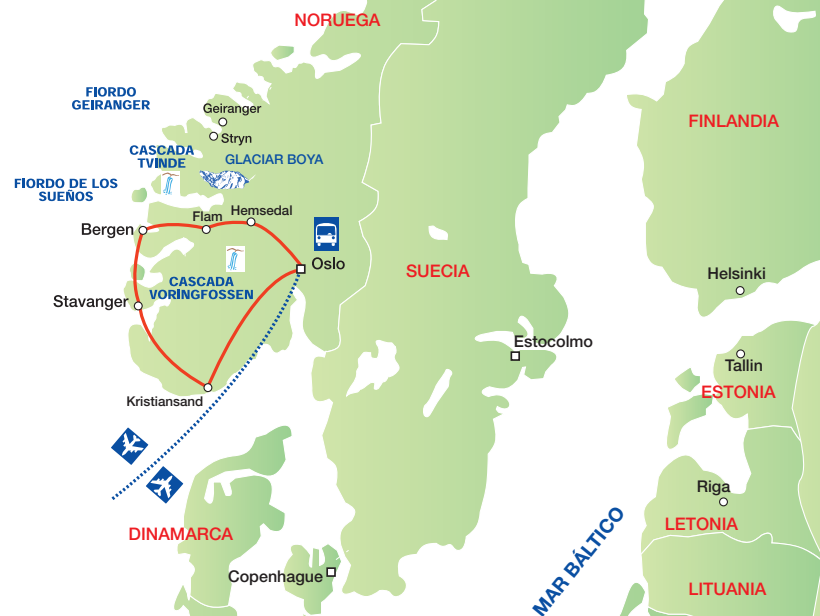 NORUEGA
FIORDO
GEIRANGER
Geiranger
Stryn
CASCADA
TVINDE
GLACIAR BOYA
FIORDO DE LOS
SUEÑOS
Bergen
Flam
Hemsedal
Oslo
CASCADA
VORINGFOSSEN
Stavanger
Kristiansand
SUECIA
Estocolmo
FINLANDIA
Helsinki
Tallin
ESTONIA
Riga
LETONIA
LITUANIA
MAR BÁLTICO
DINAMARCA
Copenhague